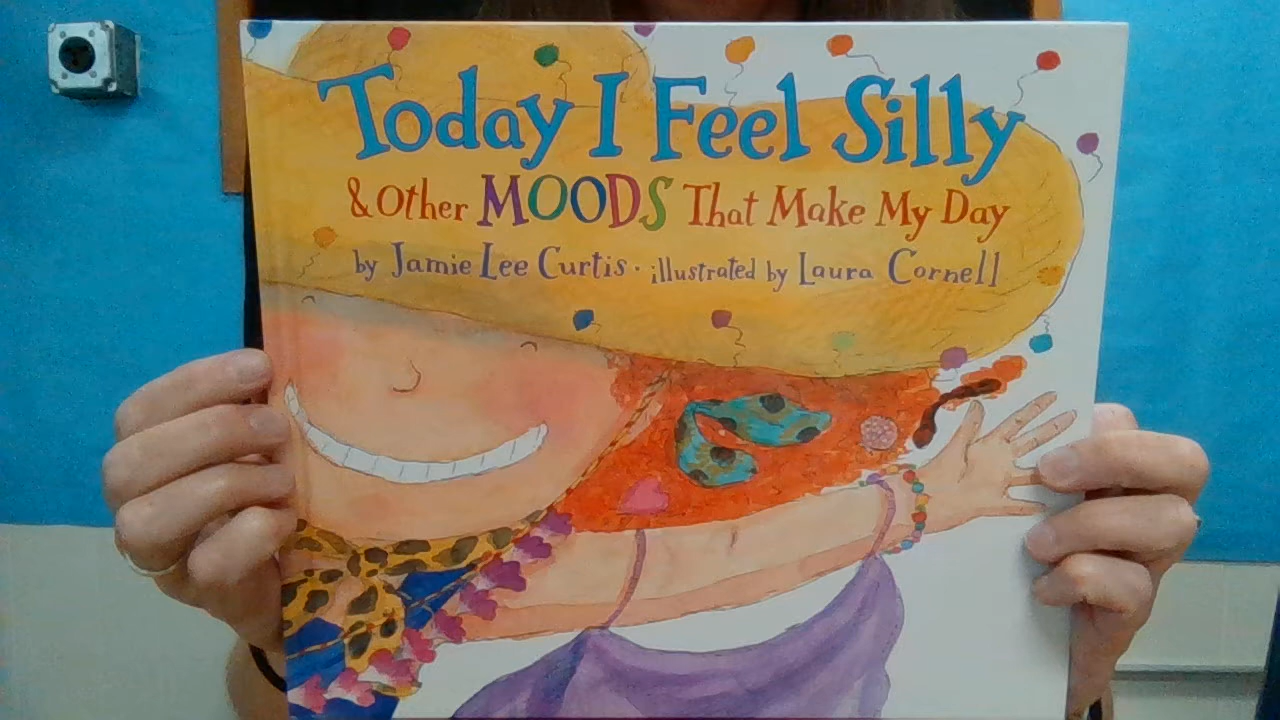 Today I Feel Silly
& Other MOODS That Make My Day
by Jamie Lee Curtis · illustrated by Laura Cornell